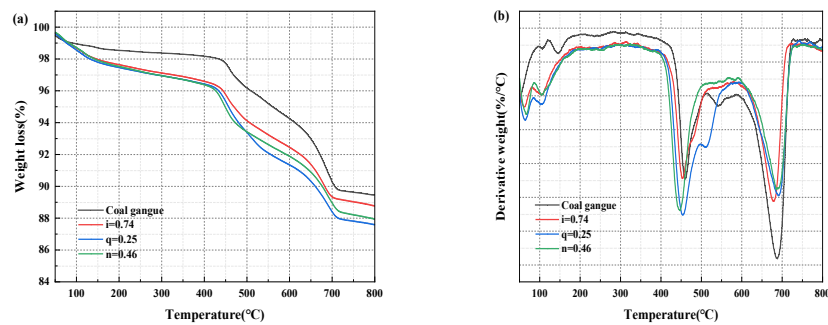 (a)
100
98
96
94
92
90
88
86
84
Weight loss(%)
Coal gangue
i=0.74
q=0.25
n=0.46
100 200 300 400 500 600 700 800
Temperature(℃)
(b)
Derivative weight(%/℃)
Coal gangue
i=0.74
q=0.25
n=0.46
100 200 300 400 500 600 700 800
Temperature(℃)